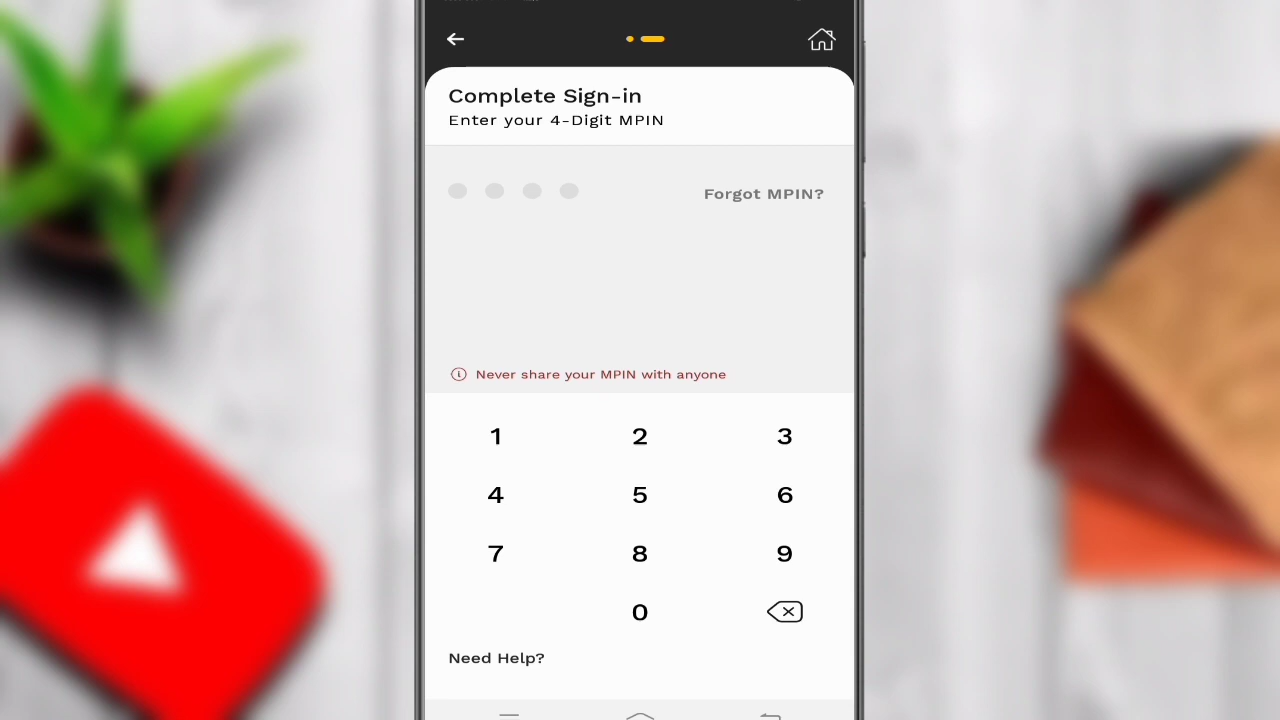 Complete Sign-in
Enter your 4-Digit MPIN
Forgot MPIN?
Never share your MPIN with anyone
1 2 3
4 5 6
7 8 9
0
Need Help?